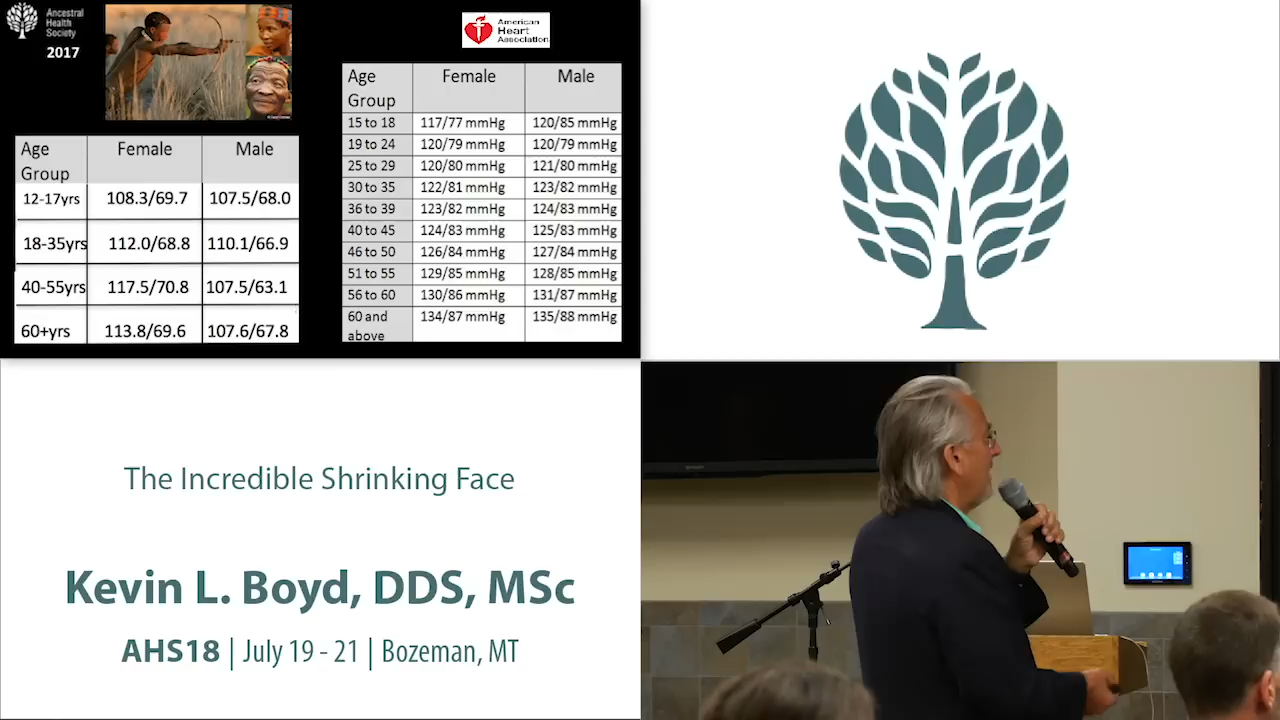 Ancestral
Health
Society
2017
American
Heart
Association
Age Group Female Male
12-17yrs 108.3/69.7 107.5/68.0
18-35yrs 112.0/68.8 110.1/66.9
40-55yrs 117.5/70.8 107.5/63.1
60+yrs 113.8/69.6 107.6/67.8
Age Group Female Male
15 to 18 117/77 mmHg 120/85 mmHg
19 to 24 120/79 mmHg 120/79 mmHg
25 to 29 120/80 mmHg 121/80 mmHg
30 to 35 122/81 mmHg 123/82 mmHg
36 to 39 123/82 mmHg 124/83 mmHg
40 to 45 124/83 mmHg 125/83 mmHg
46 to 50 126/84 mmHg 127/84 mmHg
51 to 55 129/85 mmHg 128/85 mmHg
56 to 60 130/86 mmHg 131/87 mmHg
60 and above 134/87 mmHg 135/88 mmHg
The Incredible Shrinking Face
Kevin L. Boyd, DDS, MSc
AHS18 | July 19 - 21 | Bozeman, MT